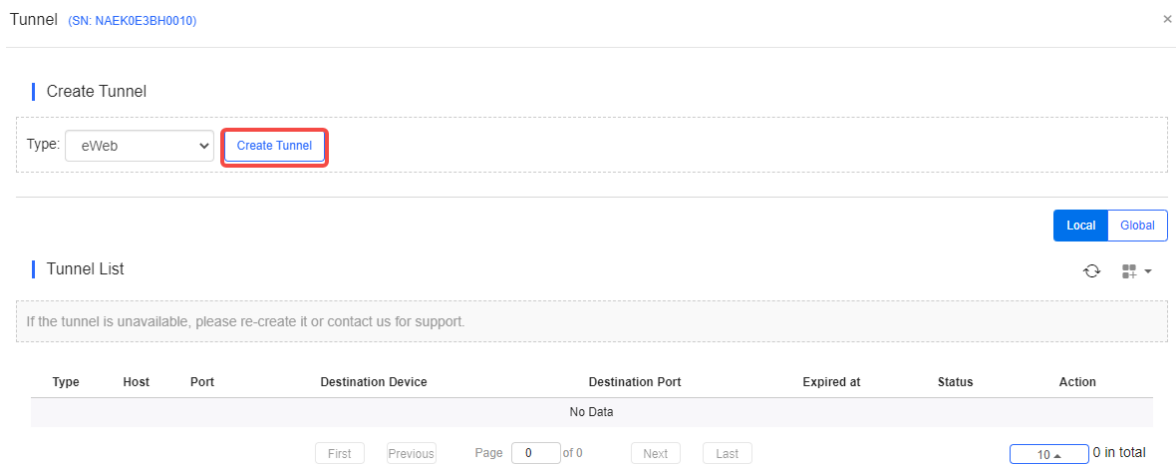 Tunnel (SN: NAEK0E3BH0010) ×
Create Tunnel
Type: eWeb Create Tunnel
Local Global
Tunnel List
If the tunnel is unavailable, please re-create it or contact us for support.
Type Host Port Destination Device Destination Port Expired at Status Action
No Data
First Previous Page 0 of 0 Next Last 10 0 in total